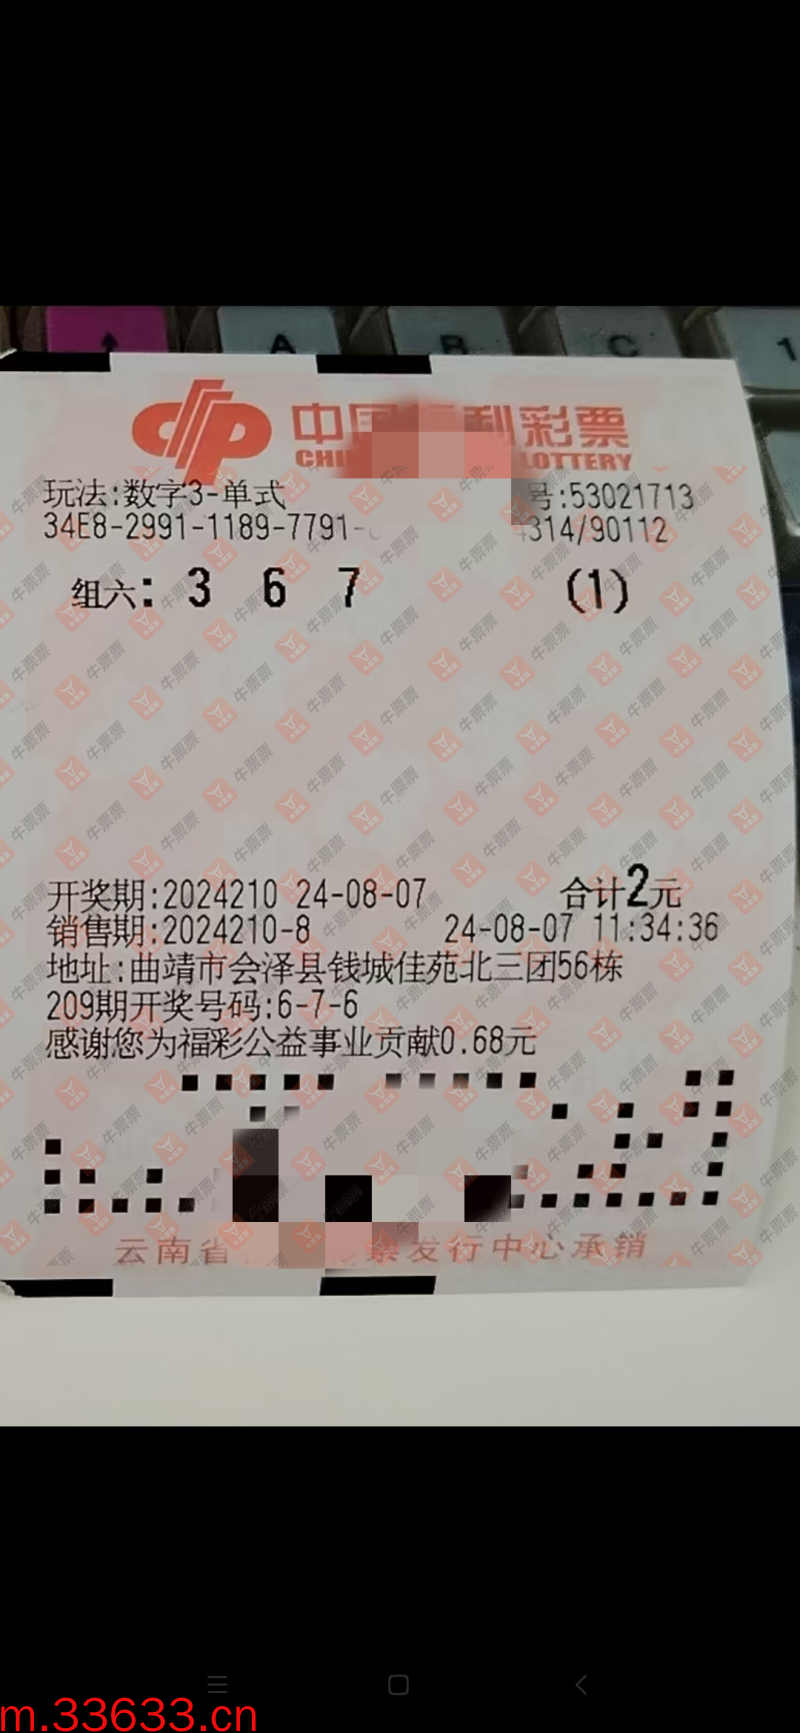 A B C 1
中国 利彩票
CHI LOTTERY
玩法:数字3-单式 号:53021713
34E8-2991-1189-7791- 314/90112
组六: 3 6 7 (1)
开奖期:2024210 24-08-07 合计2元
销售期:2024210-8 24-08-07 11:34:36
地址:曲靖市会泽县钱城佳苑北三团56栋
209期开奖号码:6-7-6
感谢您为福彩公益事业贡献0.68元
云南省 票发行中心承销
牛票票
m.33633.cn